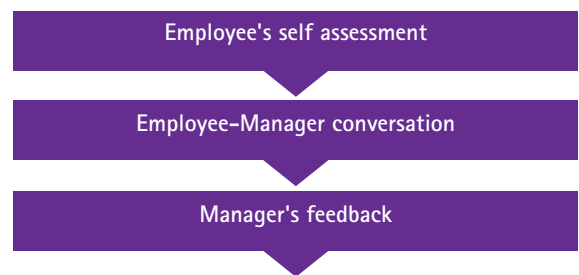 Employee's self assessment
Employee-Manager conversation
Manager's feedback